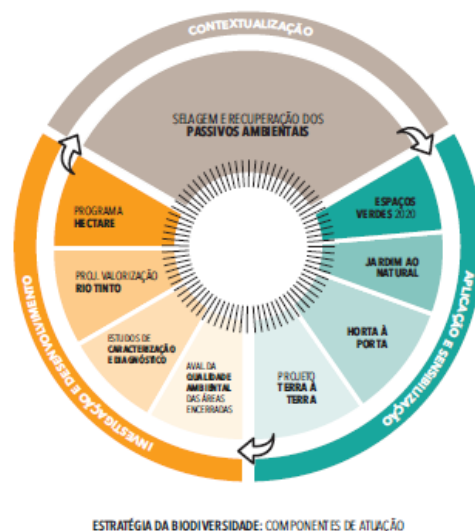 CONTEXTUALIZAÇÃO
SELAGEM E RECUPERAÇÃO DOS
PASSIVOS AMBIENTAIS
ESPAÇOS
VERDES 2020
JARDIM AO
NATURAL
HORTA À
PORTA
PROJETO
TERRA À
TERRA
APLICAÇÃO E SENSIBILIZAÇÃO
AVAL. DA
QUALIDADE
AMBIENTAL
DAS ÁREAS
ENCERRADAS
ESTUDOS DE
CARACTERIZAÇÃO
E DIAGNÓSTICO
PROJ. VALORIZAÇÃO
RIO TINTO
PROGRAMA
HECTARE
INVESTIGAÇÃO E DESENVOLVIMENTO
ESTRATÉGIA DA BIODIVERSIDADE: COMPONENTES DE ATUAÇÃO